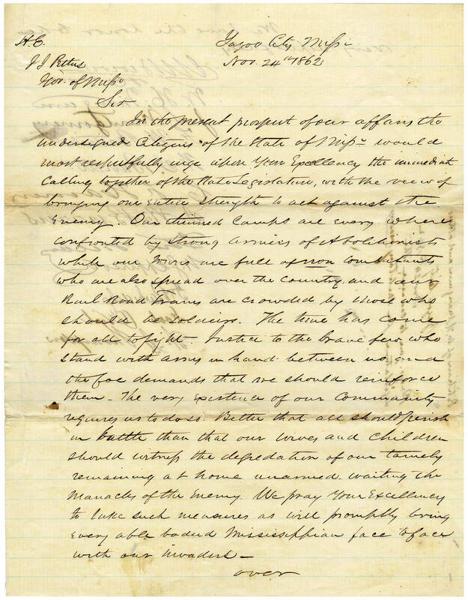 Yazoo City, Missi
Nov. 24th 1862
H.E.
J J Pettus
Gov. of Missi
Sir
In the present prospect of our affairs the
undersigned Citizens of the State of Missi would
most respectfully urge upon Your Excellency the immediate
Calling together of the State Legislature, with the view of
bringing our entire Strength to act against the
Enemy. Our thinned Camps are every where
confronted by Strong Armies of Abolitionists
while our Towns are full of non Combatants
who are also spread over the Country and our
Rail Road Trains are crowded by those who
should be soldiers. The time has come
for all to fight. Justice to the brave few who
stand with arms in hand between us and
the foe demands that we should reinforce
them - The very existence of our Community
requires us to do so. Better that all should perish
in battle than that our wives and children
should witness the degredation of our tamely
remaining at home unarmed waiting the
Manacles of the Enemy. We pray Your Excellency
to take such measures as will promptly bring
every able bodied Mississippian face to face
with our invaders -
over